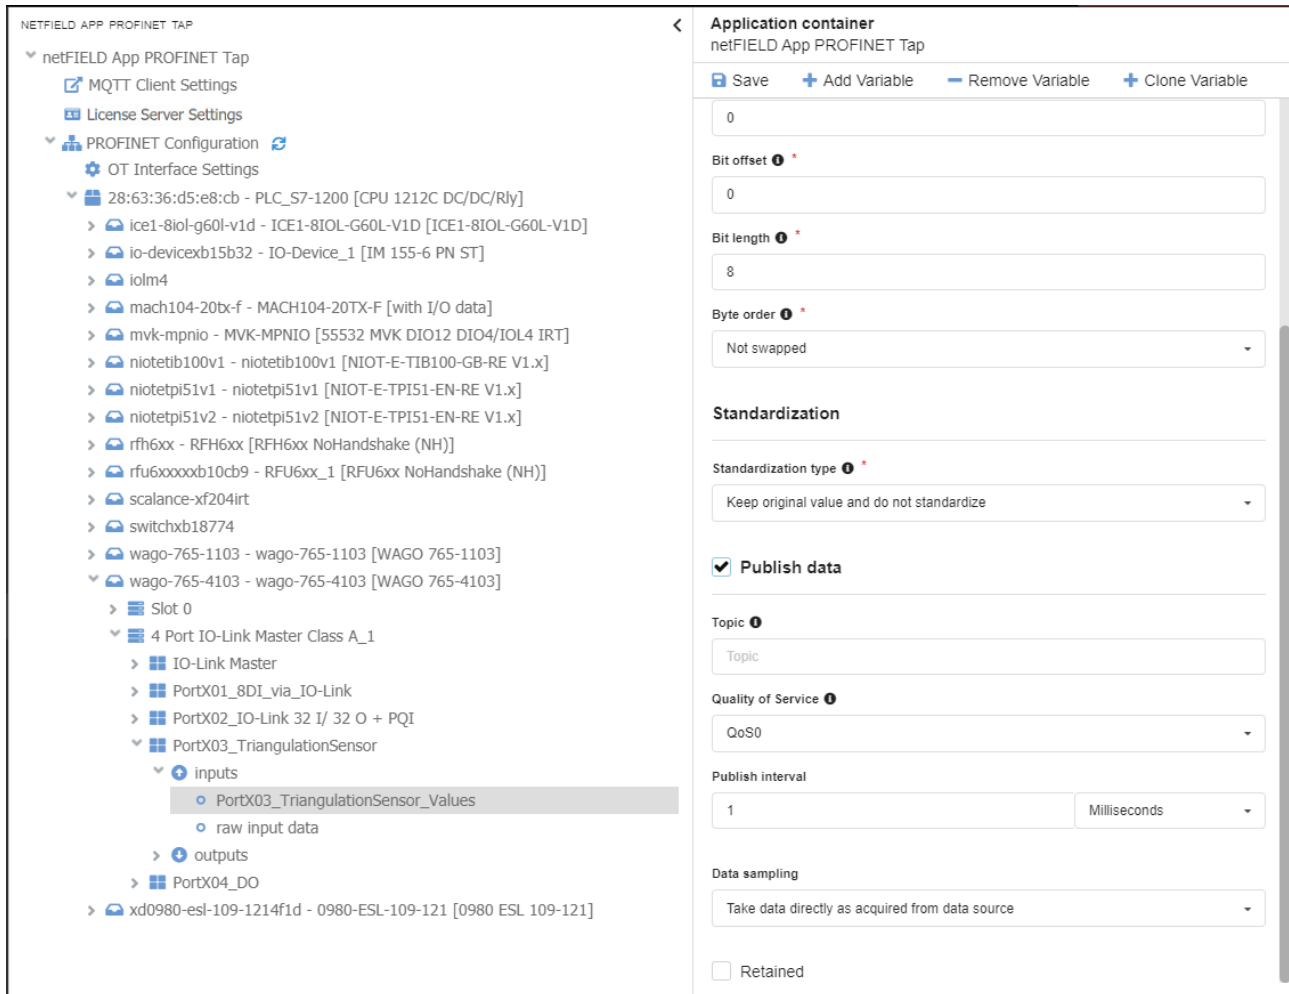 NETFIELD APP PROFINET TAP
netFIELD App PROFINET Tap
MQTT Client Settings
License Server Settings
PROFINET Configuration
OT Interface Settings
28:63:36:d5:e8:cb - PLC_S7-1200 [CPU 1212C DC/DC/Rly]
ice1-8iol-g60l-v1d - ICE1-8IOL-G60L-V1D [ICE1-8IOL-G60L-V1D]
io-devicexb15b32 - IO-Device_1 [IM 155-6 PN ST]
iolm4
mach104-20tx-f - MACH104-20TX-F [with I/O data]
mvk-mpnio - MVK-MPNIO [55532 MVK DIO12 DIO4/IOL4 IRT]
niotetib100v1 - niotetib100v1 [NIOT-E-TIB100-GB-RE V1.x]
niotetpi51v1 - niotetpi51v1 [NIOT-E-TPI51-EN-RE V1.x]
niotetpi51v2 - niotetpi51v2 [NIOT-E-TPI51-EN-RE V1.x]
rfh6xx - RFH6xx [RFH6xx NoHandshake (NH)]
rfu6xxxxxb10cb9 - RFU6xx_1 [RFU6xx NoHandshake (NH)]
scalance-xf204irt
switchxb18774
wago-765-1103 - wago-765-1103 [WAGO 765-1103]
wago-765-4103 - wago-765-4103 [WAGO 765-4103]
Slot 0
4 Port IO-Link Master Class A_1
IO-Link Master
PortX01_8DI_via_IO-Link
PortX02_IO-Link 32 I/ 32 O + PQI
PortX03_TriangulationSensor
inputs
PortX03_TriangulationSensor_Values
raw input data
outputs
PortX04_DO
xd0980-esl-109-1214f1d - 0980-ESL-109-121 [0980 ESL 109-121]
Application container
netFIELD App PROFINET Tap
Save Add Variable Remove Variable Clone Variable
0
Bit offset *
0
Bit length *
8
Byte order *
Not swapped
Standardization
Standardization type *
Keep original value and do not standardize
Publish data
Topic
Topic
Quality of Service
QoS0
Publish interval
1 Milliseconds
Data sampling
Take data directly as acquired from data source
Retained